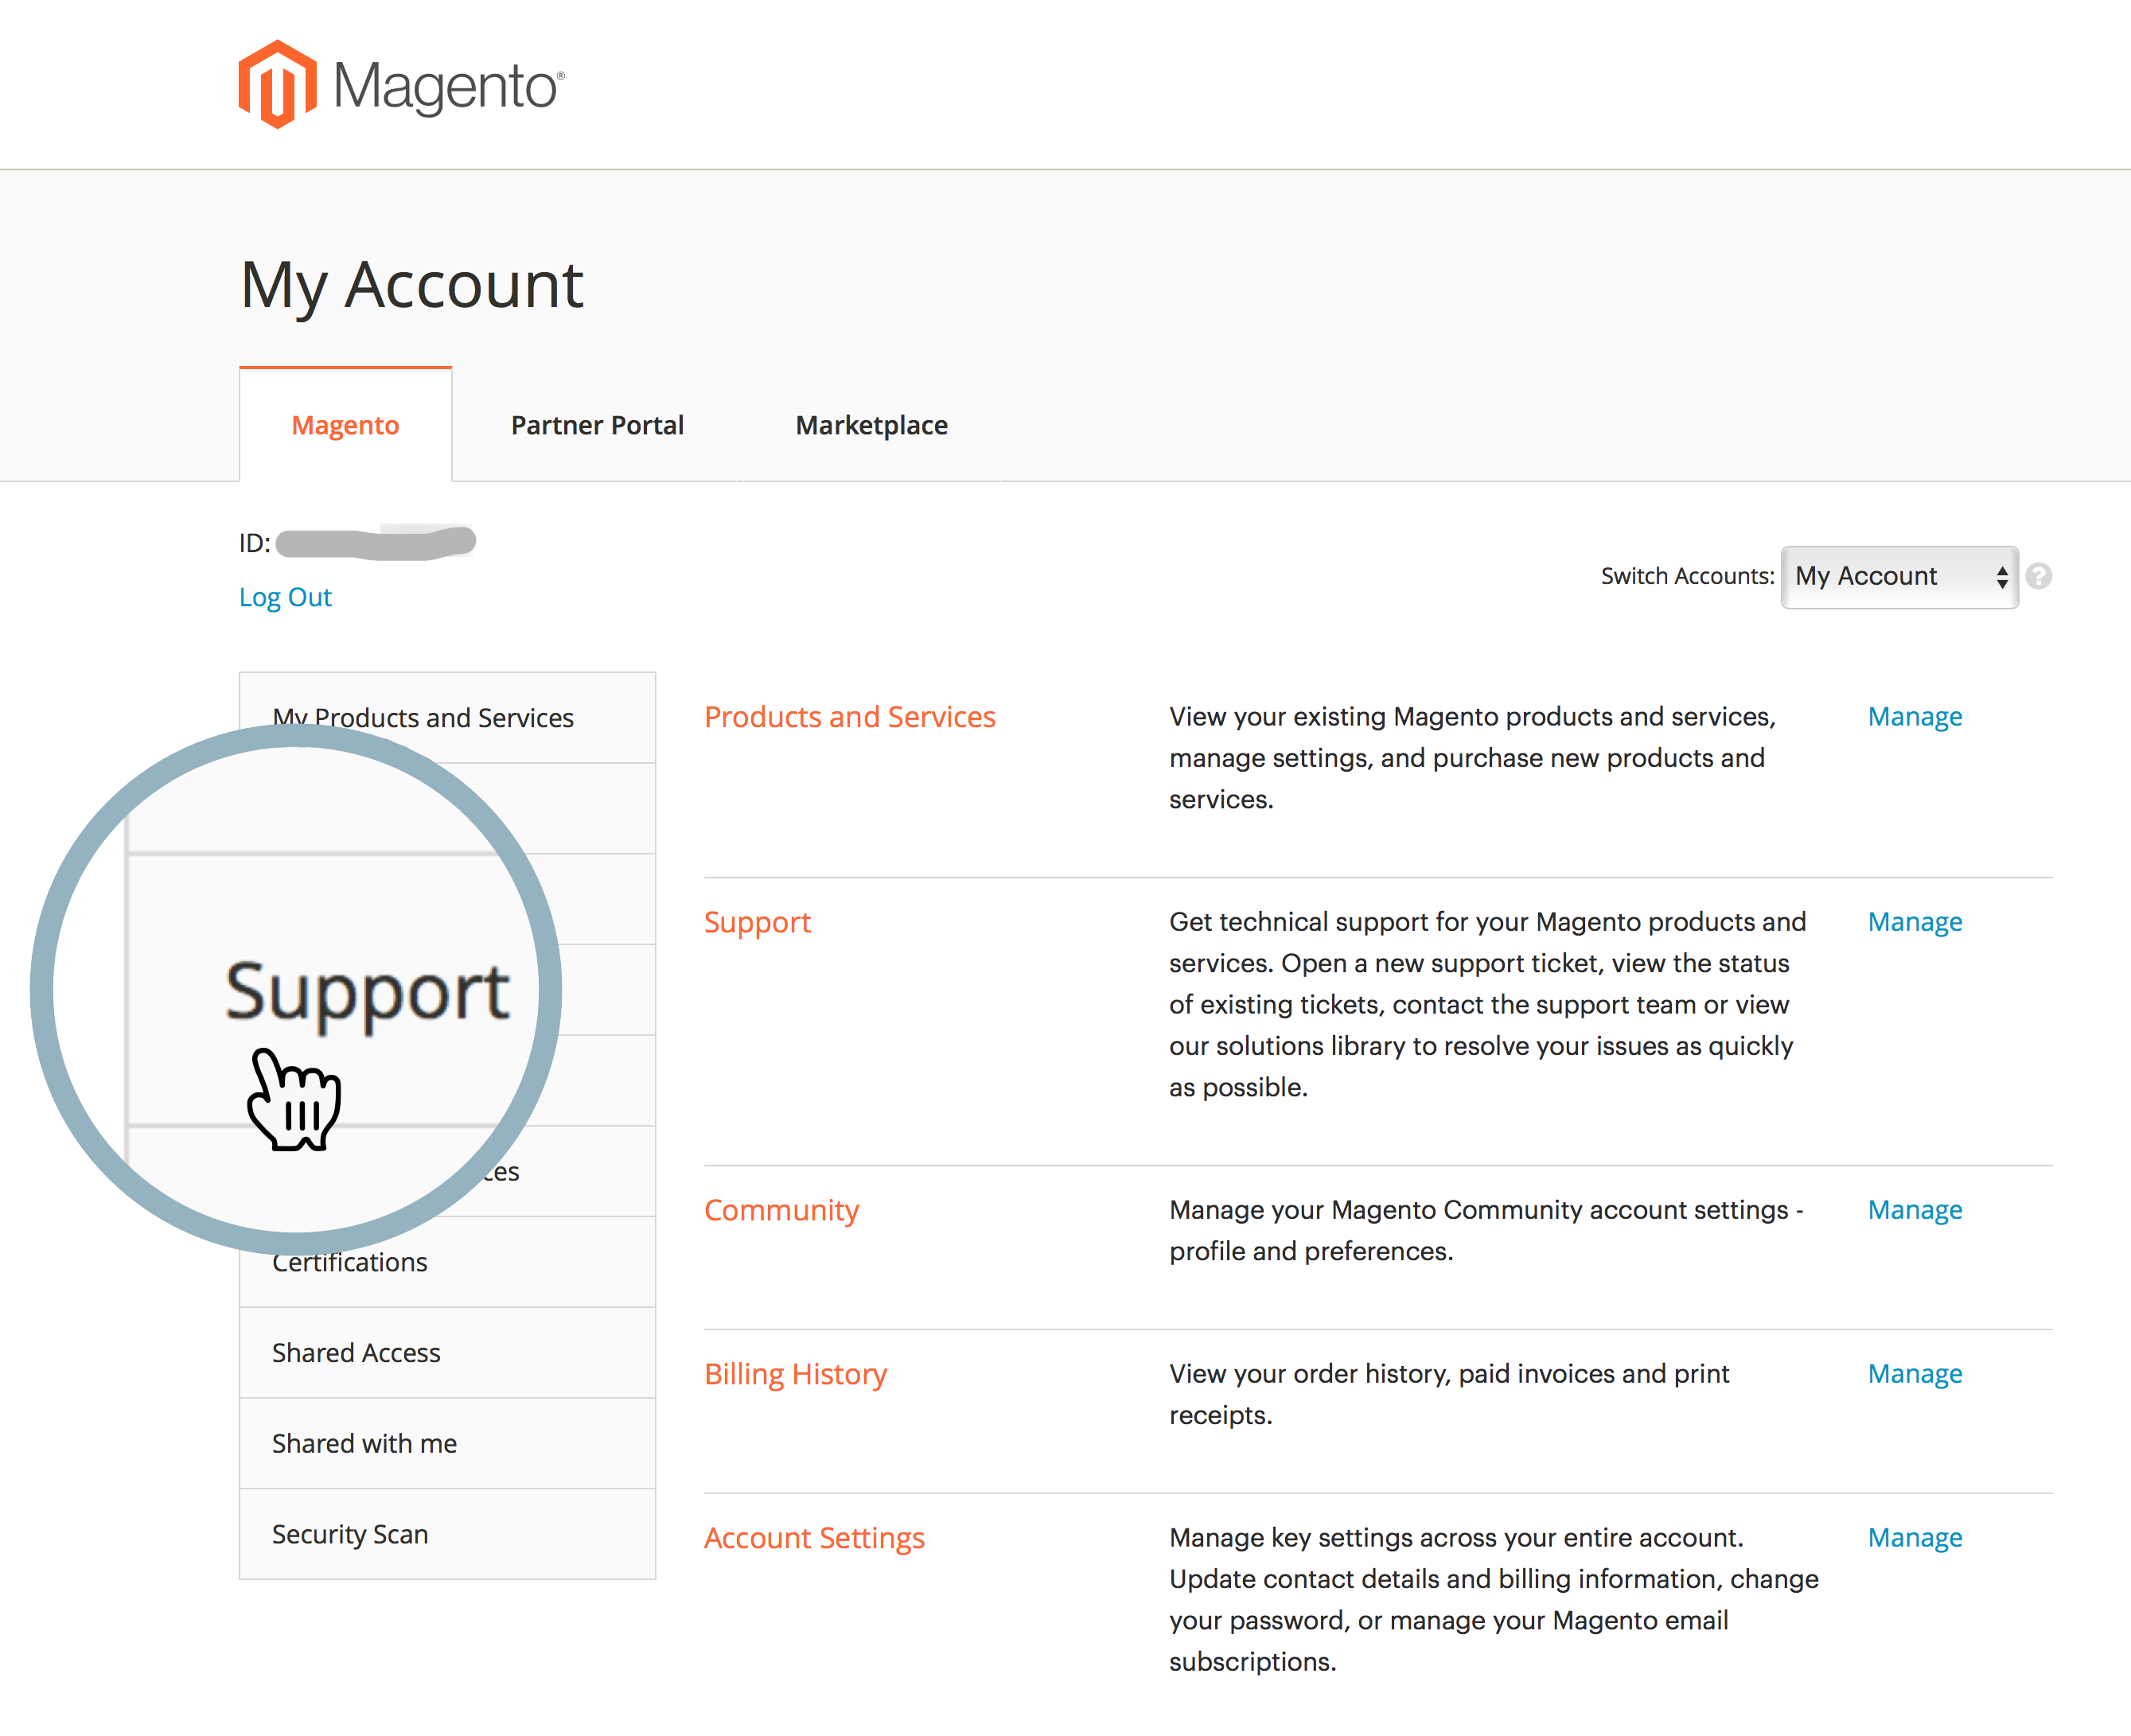 Magento®
My Account
Magento
Partner Portal
Marketplace
ID:
Log Out
Switch Accounts: My Account ?
My Products and Services
Support
Certifications
Shared Access
Shared with me
Security Scan
Products and Services
View your existing Magento products and services,
manage settings, and purchase new products and
services.
Manage
Support
Get technical support for your Magento products and
services. Open a new support ticket, view the status
of existing tickets, contact the support team or view
our solutions library to resolve your issues as quickly
as possible.
Manage
Community
Manage your Magento Community account settings -
profile and preferences.
Manage
Billing History
View your order history, paid invoices and print
receipts.
Manage
Account Settings
Manage key settings across your entire account.
Update contact details and billing information, change
your password, or manage your Magento email
subscriptions.
Manage